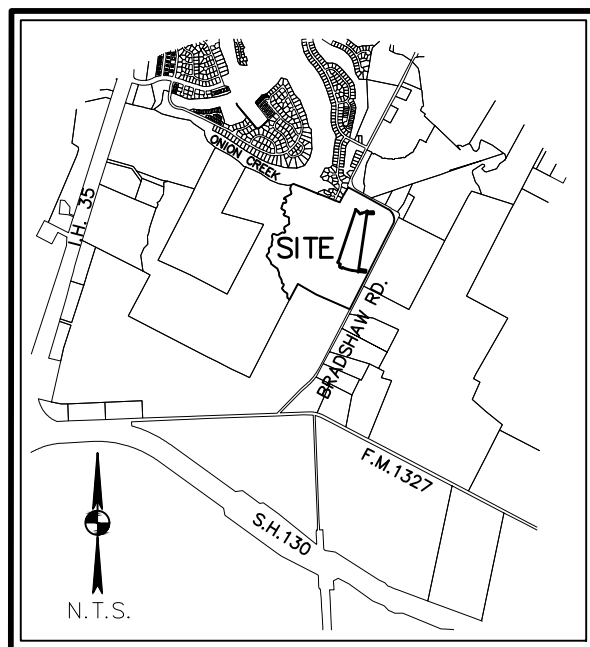 ONION CREEK
I.H. 35
SITE
BRADSHAW RD.
F.M.1327
S.H.130
N.T.S.